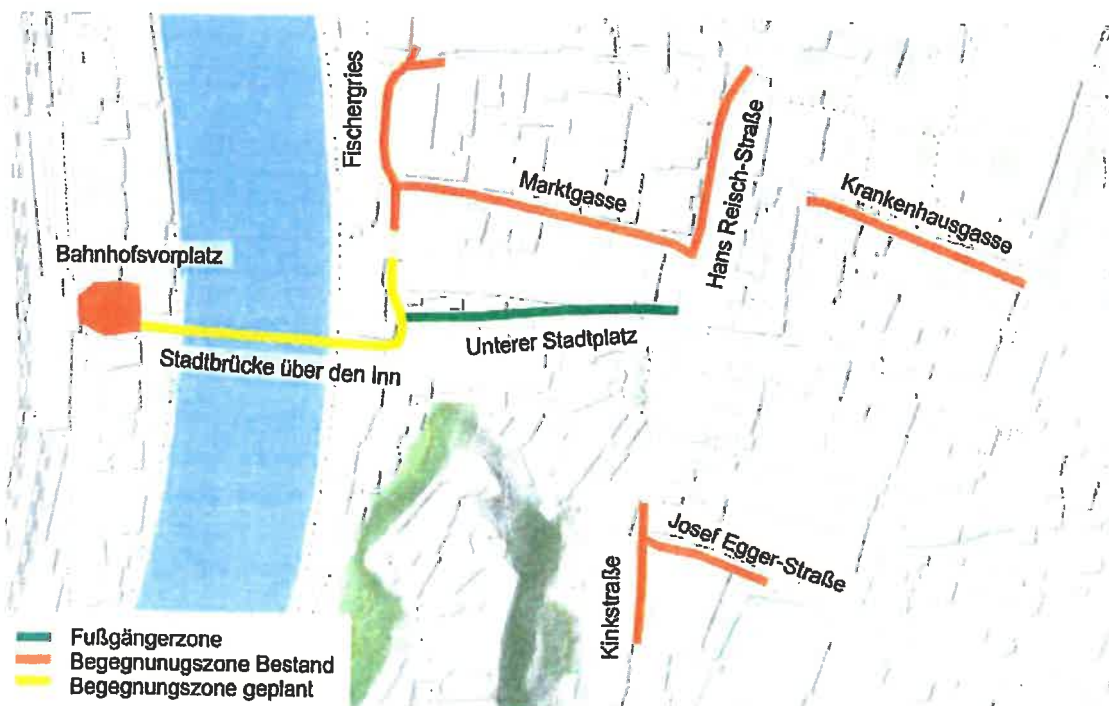 Fischergries
Marktgasse
Hans Reisch-Straße
Krankenhausgasse
Bahnhofsvorplatz
Unterer Stadtplatz
Stadtbrücke über den Inn
Josef Egger-Straße
Kinkstraße
Fußgängerzone
Begegnunugszone Bestand
Begegnungszone geplant